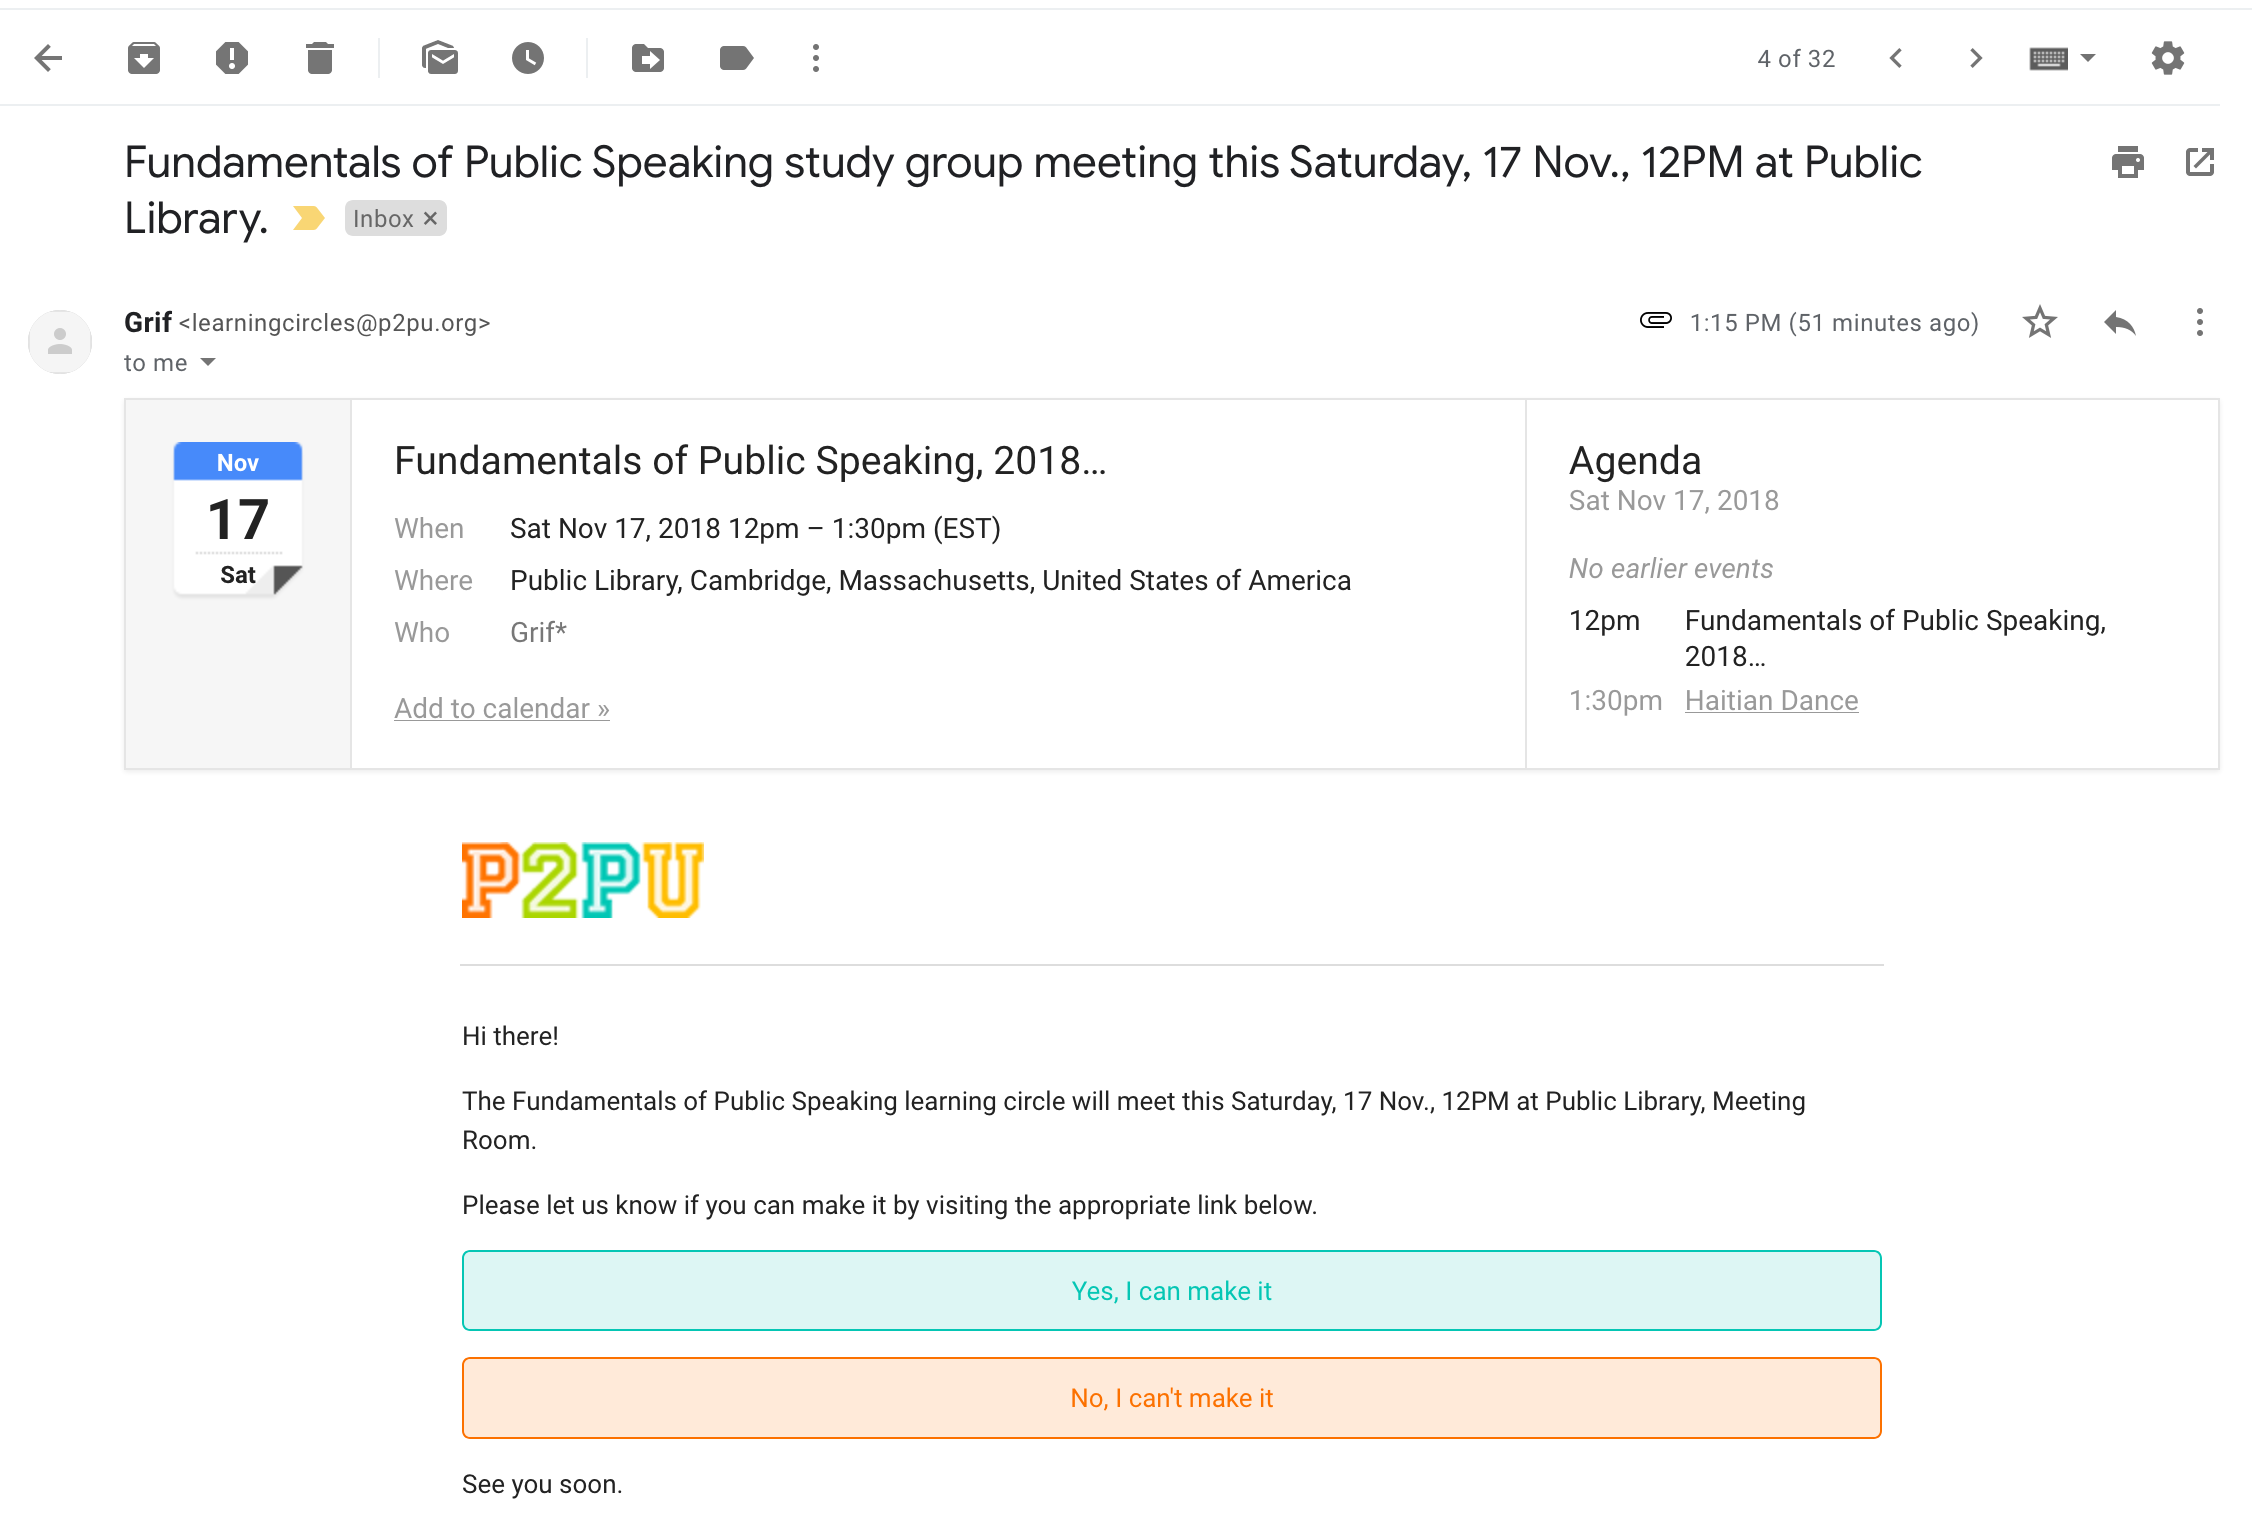 4 of 32
Fundamentals of Public Speaking study group meeting this Saturday, 17 Nov., 12PM at Public
Library.
Inbox ×
Grif <learningcircles@p2pu.org>
1:15 PM (51 minutes ago)
to me
Nov
17
Sat
Fundamentals of Public Speaking, 2018...
When Sat Nov 17, 2018 12pm – 1:30pm (EST)
Where Public Library, Cambridge, Massachusetts, United States of America
Who Grif*
Add to calendar »
Agenda
Sat Nov 17, 2018
No earlier events
12pm Fundamentals of Public Speaking,
2018...
1:30pm Haitian Dance
P2PU
Hi there!
The Fundamentals of Public Speaking learning circle will meet this Saturday, 17 Nov., 12PM at Public Library, Meeting
Room.
Please let us know if you can make it by visiting the appropriate link below.
Yes, I can make it
No, I can't make it
See you soon.